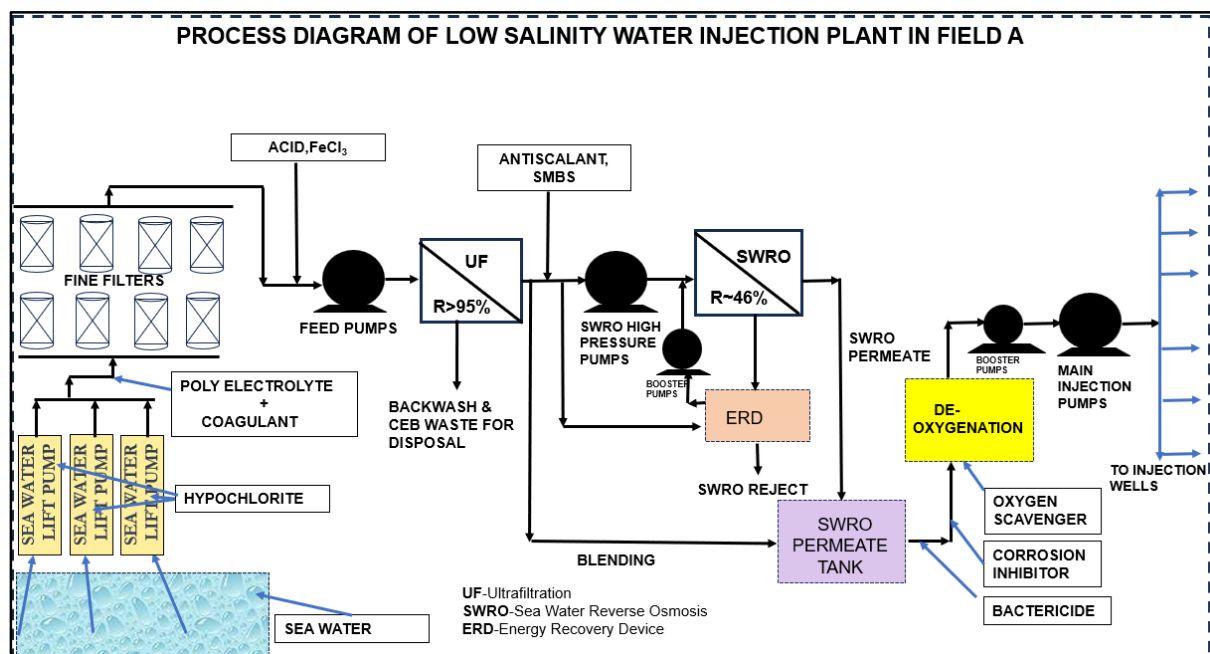 PROCESS DIAGRAM OF LOW SALINITY WATER INJECTION PLANT IN FIELD A
ACID,FeCl₃
ANTISCALANT,
SMBS
FINE FILTERS
FEED PUMPS
UF
R>95%
SWRO HIGH
PRESSURE
PUMPS
SWRO
R~46%
BOOSTER
PUMPS
SWRO
PERMEATE
BOOSTER
PUMPS
MAIN
INJECTION
PUMPS
POLY ELECTROLYTE
+
COAGULANT
BACKWASH &
CEB WASTE FOR
DISPOSAL
ERD
DE-
OXYGENATION
TO INJECTION
WELLS
SEA WATER
LIFT PUMP
SEA WATER
LIFT PUMP
SEA WATER
LIFT PUMP
HYPOCHLORITE
SWRO REJECT
OXYGEN
SCAVENGER
SWRO
PERMEATE
TANK
BLENDING
CORROSION
INHIBITOR
BACTERICIDE
SEA WATER
UF-Ultrafiltration
SWRO-Sea Water Reverse Osmosis
ERD-Energy Recovery Device